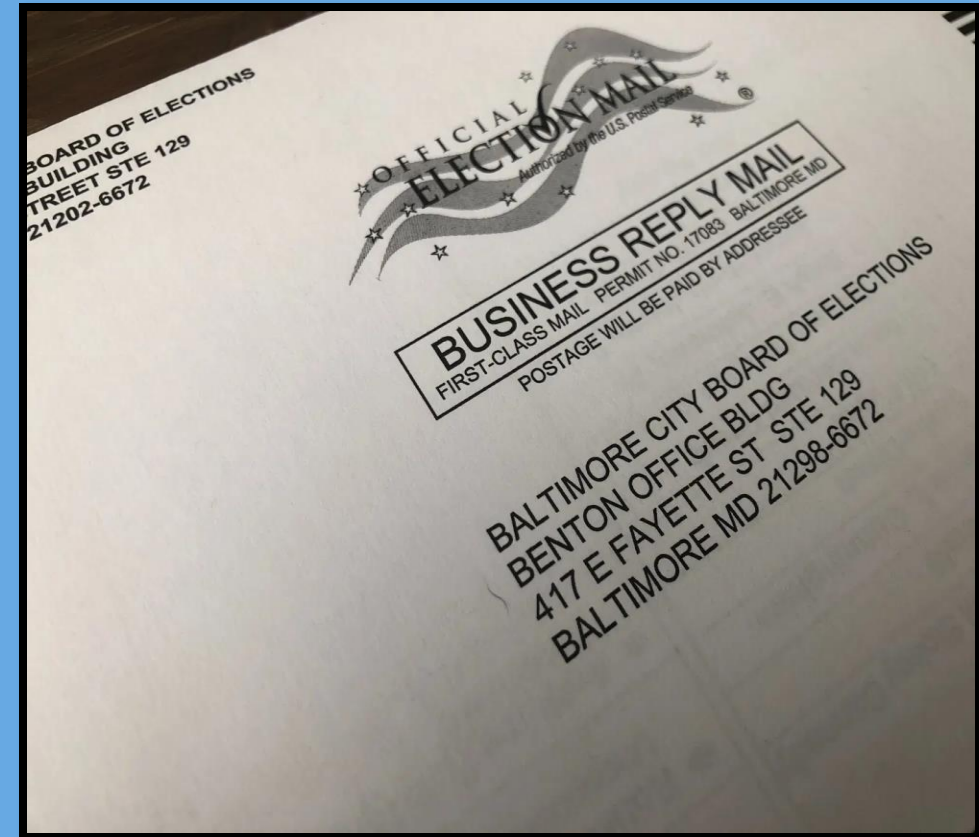 BOARD OF ELECTIONS
BUILDING
TREET STE 129
21202-6672
OFFICIAL
ELECTION MAIL
®
Authorized by the U.S. Postal Service
BUSINESS REPLY MAIL
FIRST-CLASS MAIL PERMIT NO. 17083 BALTIMORE MD
POSTAGE WILL BE PAID BY ADDRESSEE
BALTIMORE CITY BOARD OF ELECTIONS
BENTON OFFICE BLDG
417 E FAYETTE ST STE 129
BALTIMORE MD 21298-6672